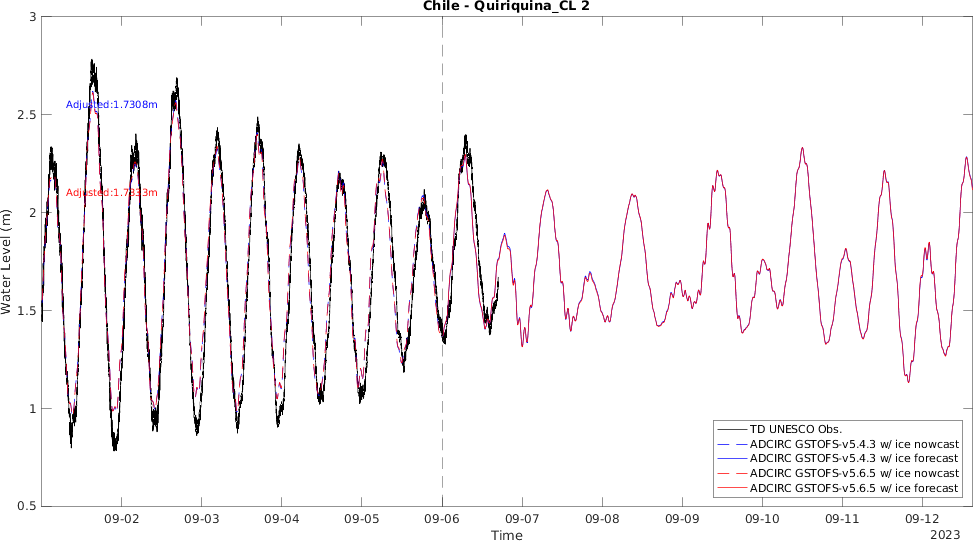 Chile - Quiriquina_CL 2
3
2.5
2
1.5
1
0.5
Water Level (m)
Adjusted:1.7308m
Adjusted:1.7333m
TD UNESCO Obs.
ADCIRC GSTOFS-v5.4.3 w/ ice nowcast
ADCIRC GSTOFS-v5.4.3 w/ ice forecast
ADCIRC GSTOFS-v5.6.5 w/ ice nowcast
ADCIRC GSTOFS-v5.6.5 w/ ice forecast
09-02 09-03 09-04 09-05 09-06 09-07 09-08 09-09 09-10 09-11 09-12
Time
2023